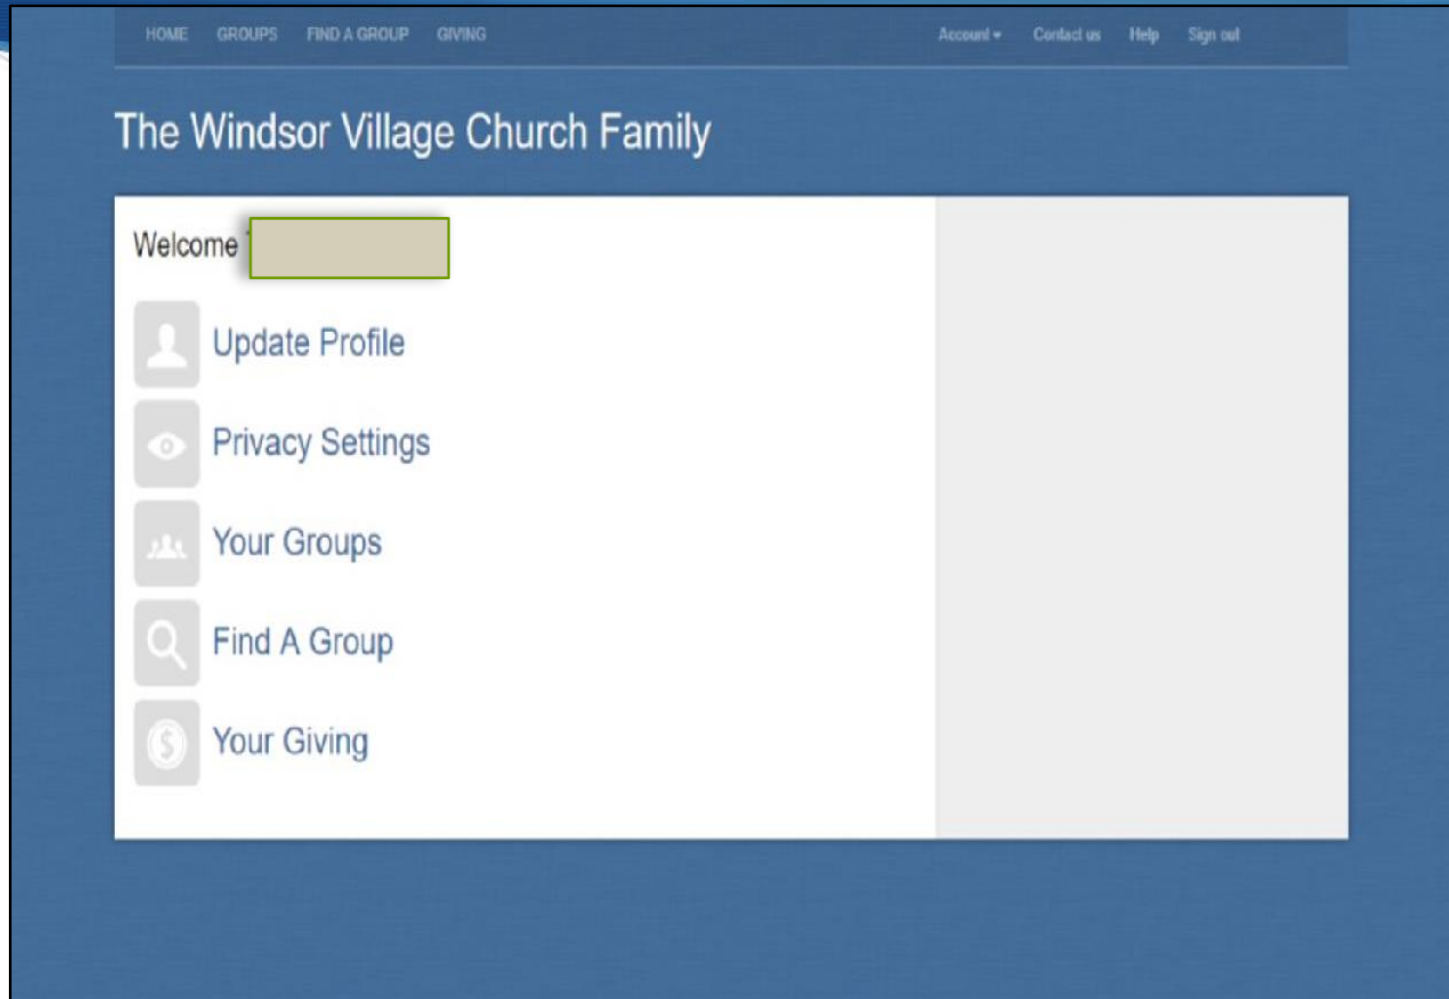 HOME GROUPS FIND A GROUP GIVING Account Contact us Help Sign out
The Windsor Village Church Family
Welcome
Update Profile
Privacy Settings
Your Groups
Find A Group
Your Giving